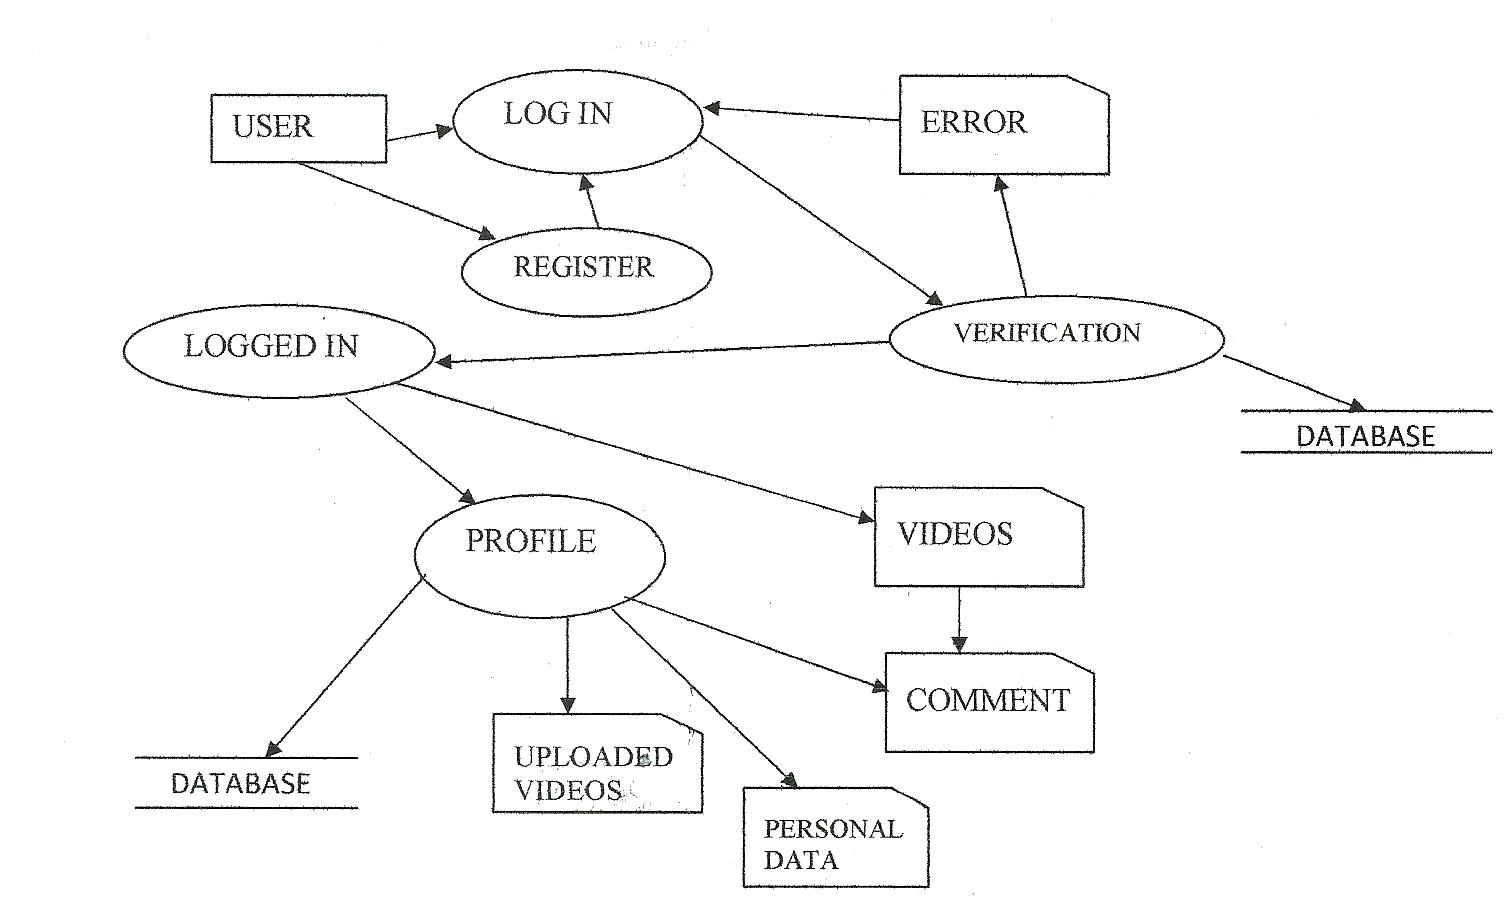 USER
LOG IN
ERROR
REGISTER
LOGGED IN
VERIFICATION
DATABASE
PROFILE
VIDEOS
COMMENT
DATABASE
UPLOADED
VIDEOS
PERSONAL
DATA